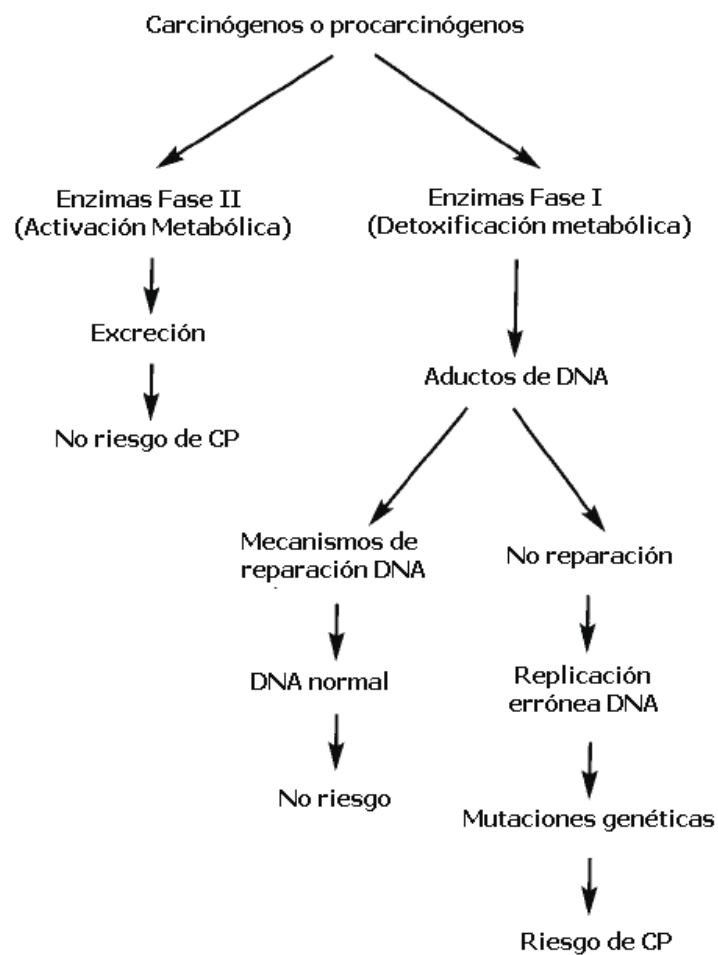 Carcinógenos o procarcinógenos
Enzimas Fase II
(Activación Metabólica)
Enzimas Fase I
(Detoxificación metabólica)
Excreción
Aductos de DNA
No riesgo de CP
Mecanismos de
reparación DNA
No reparación
DNA normal
Replicación
errónea DNA
No riesgo
Mutaciones genéticas
Riesgo de CP